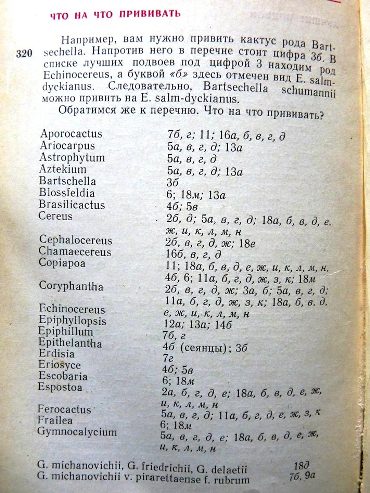 ЧТО НА ЧТО ПРИВИВАТЬ
Например, вам нужно привить кактус рода Bart-
320 sechella. Напротив него в перечне стоит цифра 3б. В
списке лучших подвоев под цифрой 3 находим род
Echinocereus, а буквой «б» здесь отмечен вид E. salm-
dyckianus. Следовательно, Bartsechella schumannii
можно привить на E. salm-dyckianus.
Обратимся же к перечню. Что на что прививать?
Aporocactus 7б, г; 11; 16а, б, в, г, д
Ariocarpus 5а, в, г, д; 13а
Astrophytum 5а, в, г, д
Aztekium 5а, в, г, д; 13а
Bartschella 3б
Blossfeldia 6; 18м; 13а
Brasilicactus 4б; 5в
Cereus 2б, д; 5а, в, г, д; 18а, б, в, д, е,
ж, и, к, л, м, н
Cephalocereus 2б, в, г, д, ж; 18е
Chamaecereus 16б, в, г, д
Copiapoa 11; 18а, б, в, д, е, ж, и, к, л, м, н.
4б, 6; 11а, б, г, д, ж, з, к; 18м
Coryphantha 2б, в, г, д, ж; 3а, б; 5а, в, г, д;
11а, б, г, д, ж, з, к; 18а, б, в, д,
Echinocereus е, ж, и, к, л, м, н
Epiphyllopsis 12а; 13а; 14б
Epiphillum 7б, г
Epithelantha 4б (сеянцы); 3б
Erdisia 7г
Eriosyce 4б; 5в
Escobaria 6; 18м
Espostoa 2а, б, г, д, е; 18а, б, в, д, е, ж,
и, к, л, м, н
Ferocactus 5а, в, г, д; 11а, б, г, д, е, ж, з, к
Frailea 6; 18м
Gymnocalycium 5а, в, г, д, е; 18а, б, в, д, е, ж,
и, к, л, м, н
G. michanovichii, G. friedrichii, G. delaetii 18д
G. michanovichii v. pirarettaense f. rubrum 7б, 9а